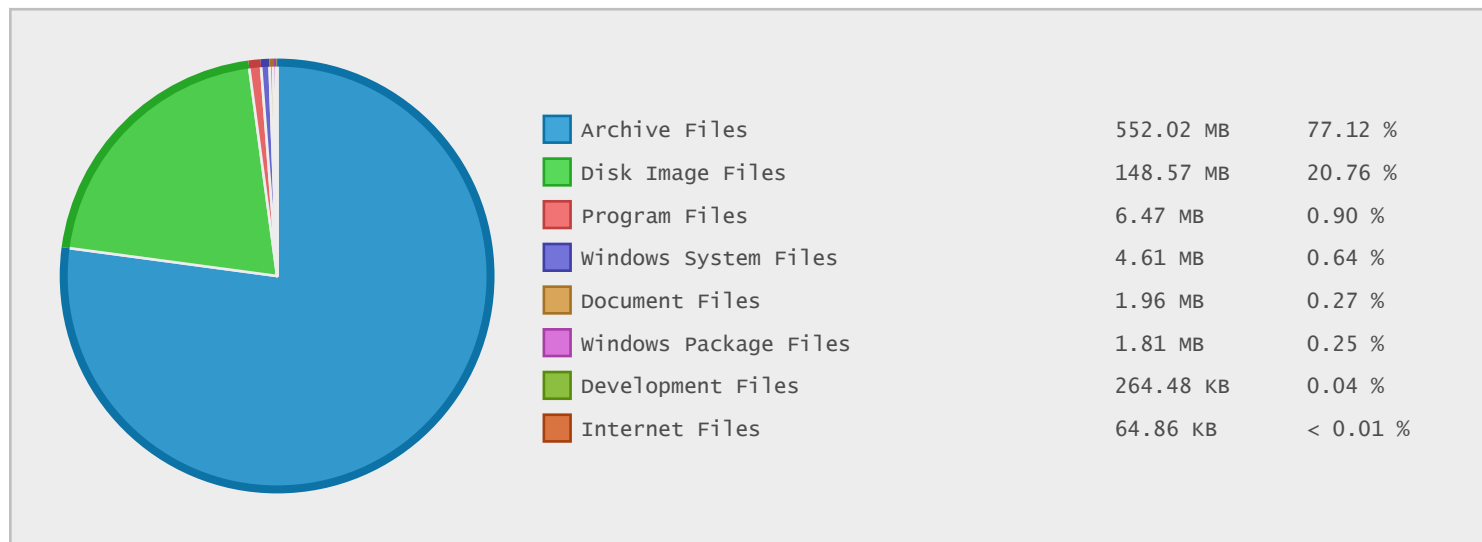 Archive Files 552.02 MB 77.12 %
Disk Image Files 148.57 MB 20.76 %
Program Files 6.47 MB 0.90 %
Windows System Files 4.61 MB 0.64 %
Document Files 1.96 MB 0.27 %
Windows Package Files 1.81 MB 0.25 %
Development Files 264.48 KB 0.04 %
Internet Files 64.86 KB < 0.01 %